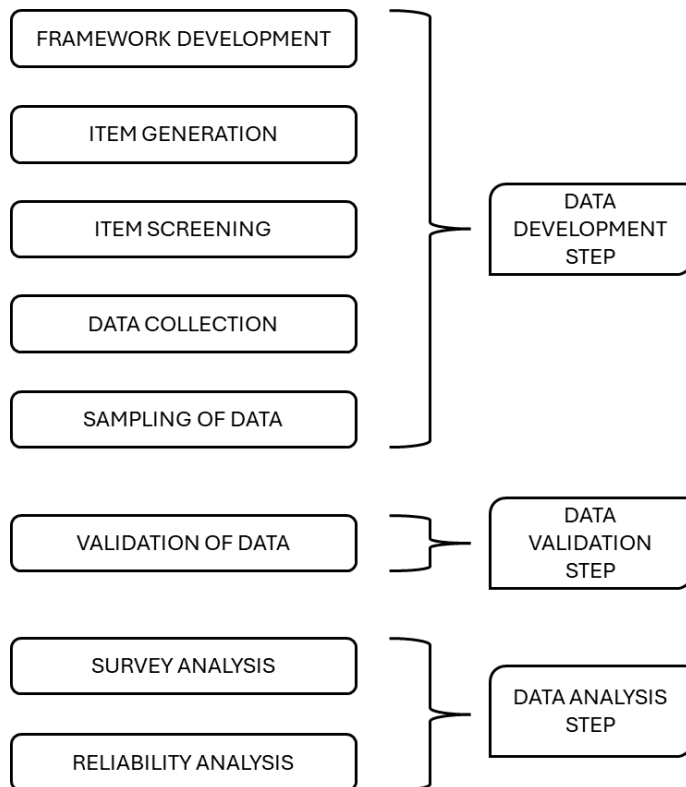 FRAMEWORK DEVELOPMENT
ITEM GENERATION
ITEM SCREENING
DATA COLLECTION
SAMPLING OF DATA
DATA
DEVELOPMENT
STEP
VALIDATION OF DATA
DATA
VALIDATION
STEP
SURVEY ANALYSIS
RELIABILITY ANALYSIS
DATA ANALYSIS
STEP